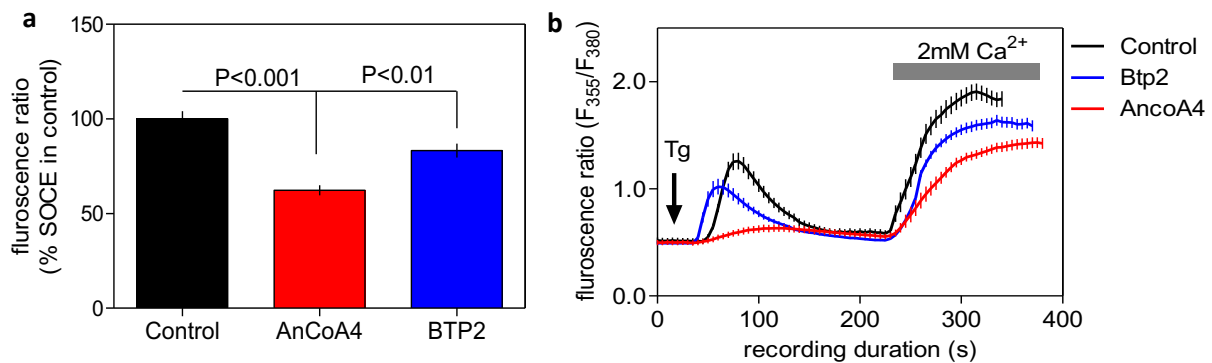 a
fluroscence ratio
(% SOCE in control)
150
100
50
0
P<0.001
P<0.01
Control
AnCoA4
BTP2
b
fluroscence ratio (F355/F380)
2.0
1.0
0.0
Tg
2mM Ca2+
0
100
200
300
400
recording duration (s)
Control
Btp2
AncoA4